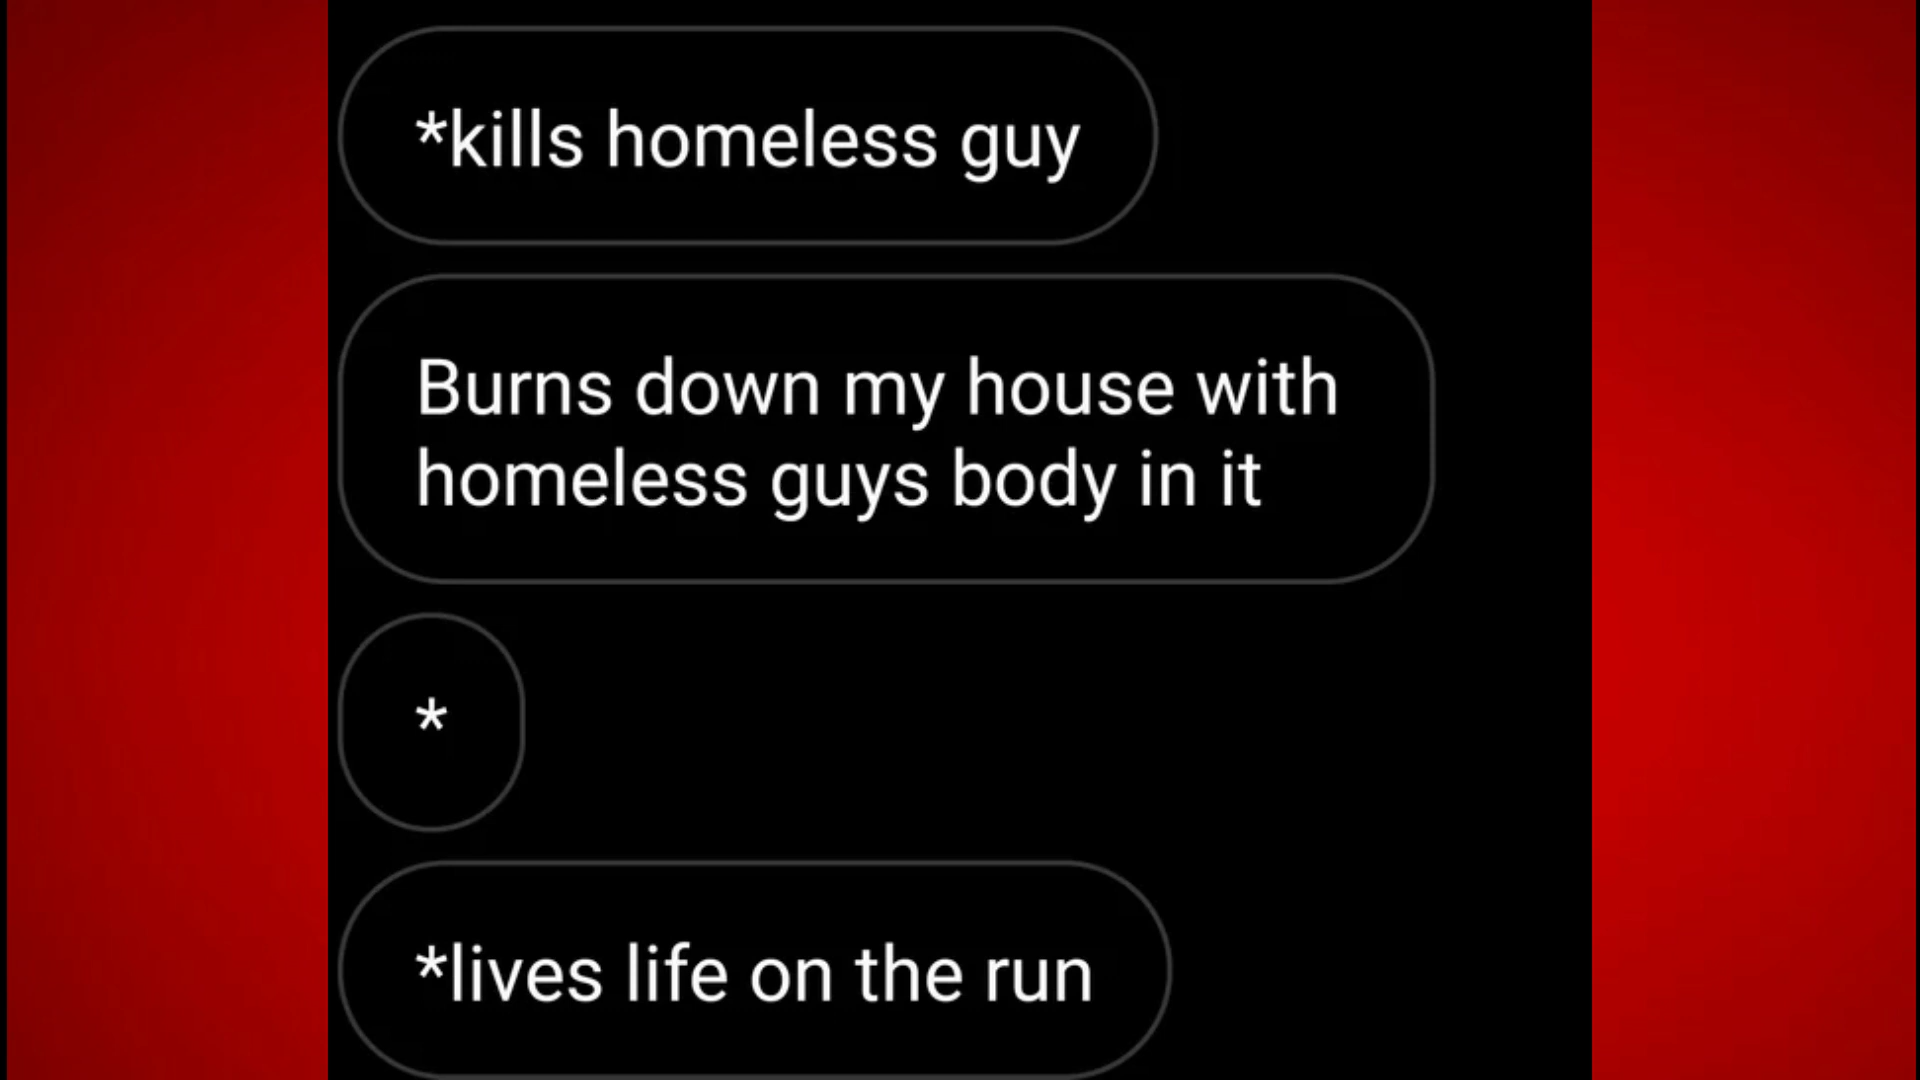 *kills homeless guy
Burns down my house with
homeless guys body in it
*
*lives life on the run